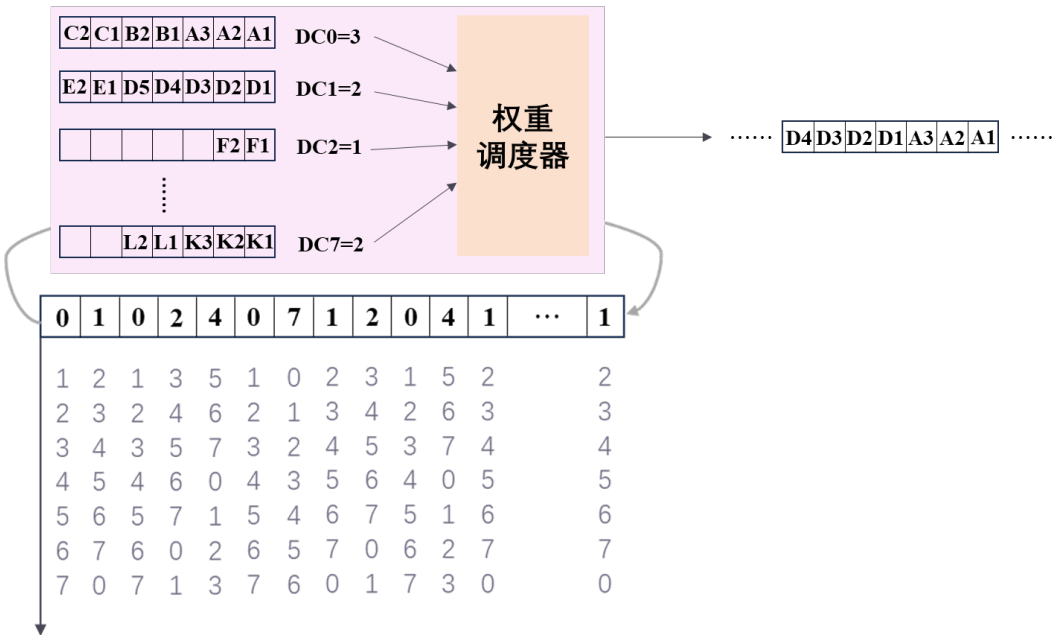 C2 C1 B2 B1 A3 A2 A1 DC0=3
E2 E1 D5 D4 D3 D2 D1 DC1=2
F2 F1 DC2=1
……
L2 L1 K3 K2 K1 DC7=2
权重
调度器
…… D4 D3 D2 D1 A3 A2 A1 ……
0 1 0 2 4 0 7 1 2 0 4 1 … 1
1 2 1 3 5 1 0 2 3 1 5 2 2
2 3 2 4 6 2 1 3 4 2 6 3 3
3 4 3 5 7 3 2 4 5 3 7 4 4
4 5 4 6 0 4 3 5 6 4 0 5 5
5 6 5 7 1 5 4 6 7 5 1 6 6
6 7 6 0 2 6 5 7 0 6 2 7 7
7 0 7 1 3 7 6 0 1 7 3 0 0